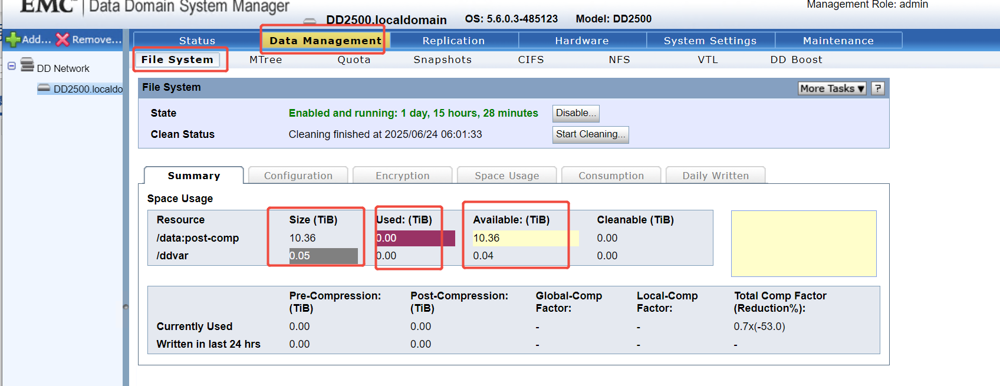 EMC Data Domain System Manager
Management Role: admin
DD2500.localdomain OS: 5.6.0.3-485123 Model: DD2500
Add... Remove...
Status Data Management Replication Hardware System Settings Maintenance
File System MTree Quota Snapshots CIFS NFS VTL DD Boost
DD Network
DD2500.localdo
File System More Tasks ▼ ?
State Enabled and running: 1 day, 15 hours, 28 minutes Disable...
Clean Status Cleaning finished at 2025/06/24 06:01:33 Start Cleaning...
Summary Configuration Encryption Space Usage Consumption Daily Written
Space Usage
Resource Size (TiB) Used: (TiB) Available: (TiB) Cleanable (TiB)
/data:post-comp 10.36 0.00 10.36 0.00
/ddvar 0.05 0.00 0.04 0.00
Pre-Compression: Post-Compression: Global-Comp Local-Comp Total Comp Factor
(TiB) (TiB) Factor: Factor: (Reduction%):
Currently Used 0.00 0.00 - - 0.7x(-53.0)
Written in last 24 hrs 0.00 0.00 - - -